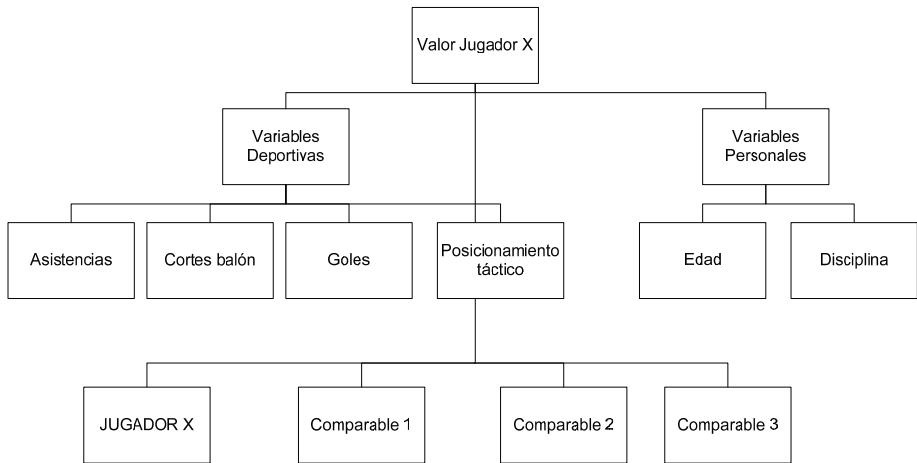 Valor Jugador X
Variables
Deportivas
Variables
Personales
Asistencias
Cortes balón
Goles
Posicionamiento
táctico
Edad
Disciplina
JUGADOR X
Comparable 1
Comparable 2
Comparable 3